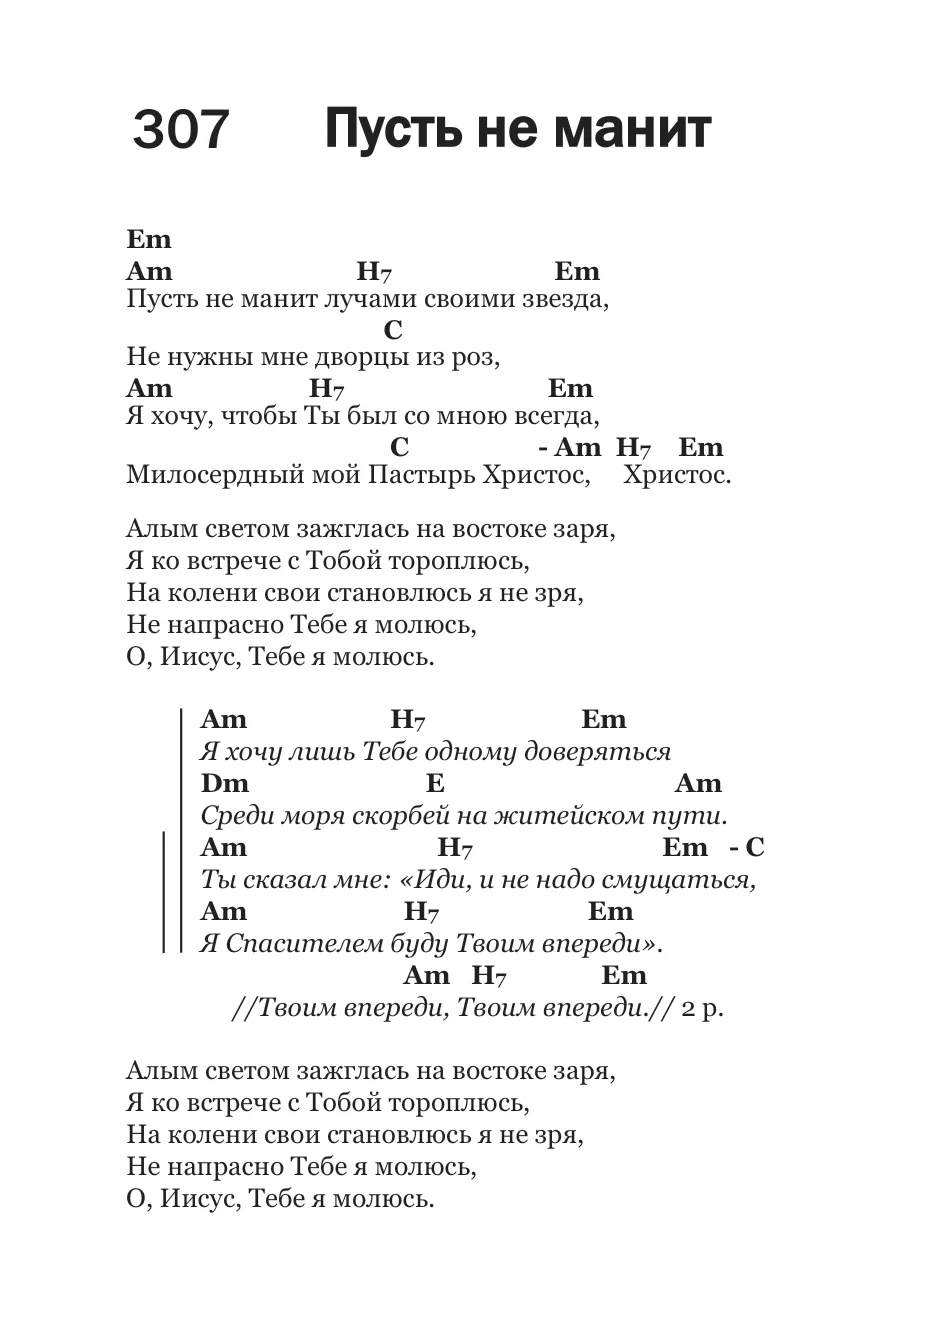 307 Пусть не манит
Em
Am H7 Em
Пусть не манит лучами своими звезда,
C
Не нужны мне дворцы из роз,
Am H7 Em
Я хочу, чтобы Ты был со мною всегда,
C - Am H7 Em
Милосердный мой Пастырь Христос, Христос.
Алым светом зажглась на востоке заря,
Я ко встрече с Тобой тороплюсь,
На колени свои становлюсь я не зря,
Не напрасно Тебе я молюсь,
О, Иисус, Тебе я молюсь.
Am H7 Em
Я хочу лишь Тебе одному доверяться
Dm E Am
Среди моря скорбей на житейском пути.
Am H7 Em - C
Ты сказал мне: «Иди, и не надо смущаться,
Am H7 Em
Я Спасителем буду Твоим впереди».
Am H7 Em
//Твоим впереди, Твоим впереди.// 2 р.
Алым светом зажглась на востоке заря,
Я ко встрече с Тобой тороплюсь,
На колени свои становлюсь я не зря,
Не напрасно Тебе я молюсь,
О, Иисус, Тебе я молюсь.